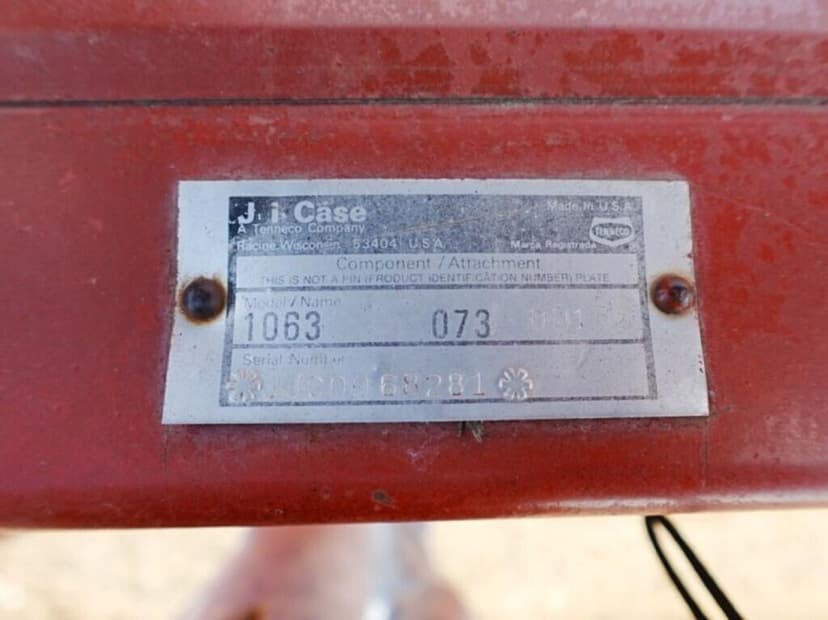 J i Case
Made in U.S.A.
A Tenneco Company
TENNECO
Racine, Wisconsin 53404 U.S.A.
Marca Registrada
Component / Attachment
THIS IS NOT A PIN (PRODUCT IDENTIFICATION NUMBER) PLATE
Model / Name
1063 073
Serial Number